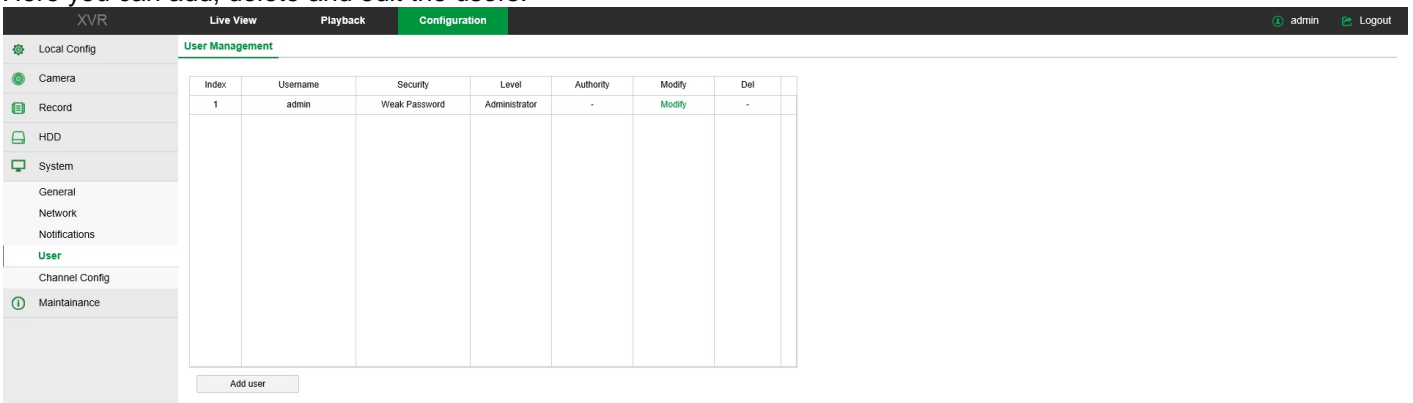 Here you can add, delete and edit the users.
XVR Live View Playback Configuration admin Logout
Local Config User Management
Camera
Index Username Security Level Authority Modify Del
Record 1 admin Weak Password Administrator - Modify -
HDD
System
General
Network
Notifications
User
Channel Config
Maintainance
Add user